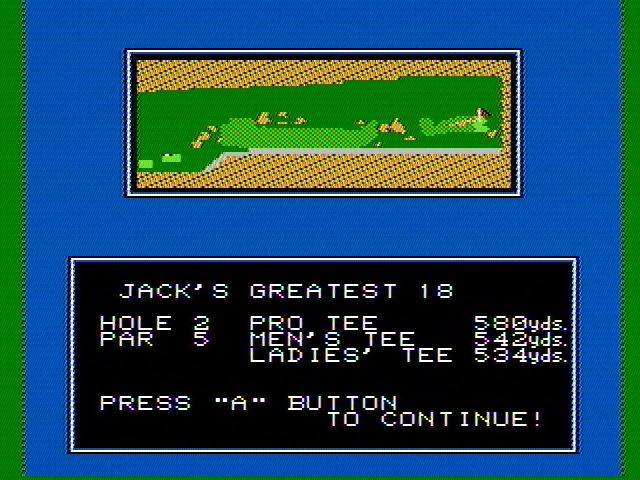 JACK'S GREATEST 18
HOLE 2 PRO TEE 580yds.
PAR 5 MEN'S TEE 542yds.
LADIES' TEE 534yds.
PRESS "A" BUTTON
TO CONTINUE!